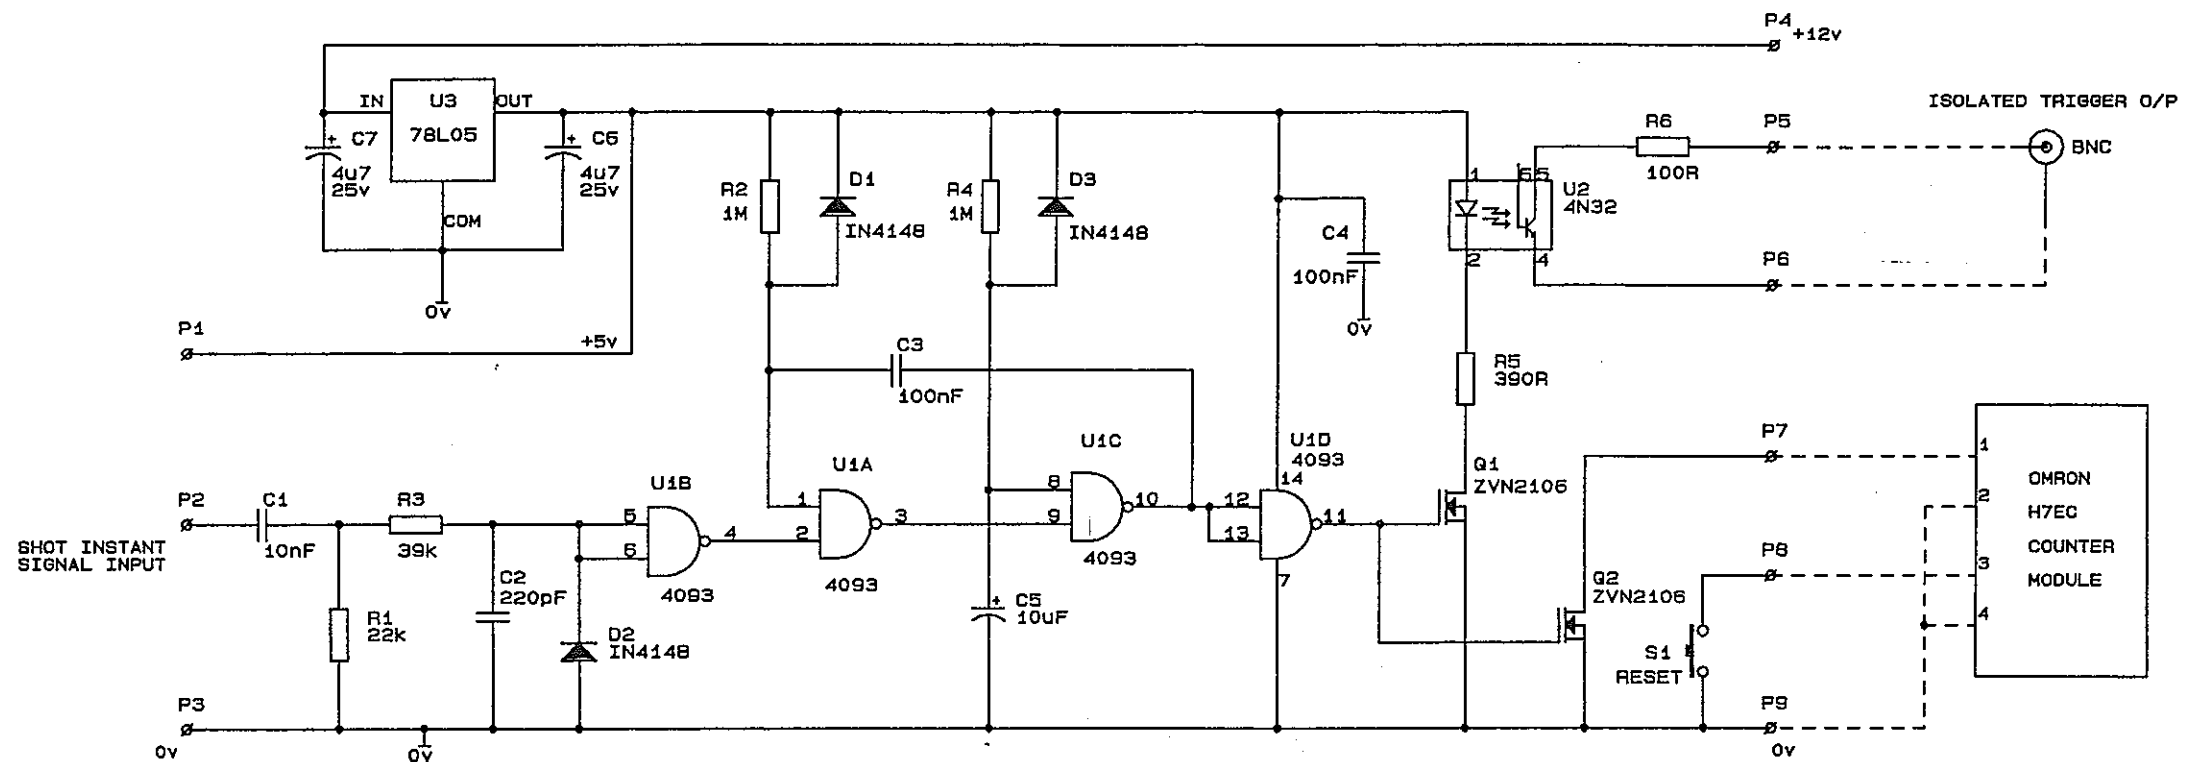 P4
+12v
IN
U3
OUT
78L05
C7
4u7
25v
C6
4u7
25v
COM
0v
P1
+5v
R2
1M
D1
IN4148
R4
1M
D3
IN4148
C4
100nF
0v
1
6
5
U2
4N32
2
4
R6
100R
P5
P6
ISOLATED TRIGGER O/P
BNC
C3
100nF
R5
390R
P2
SHOT INSTANT
SIGNAL INPUT
C1
10nF
R3
39k
R1
22k
C2
220pF
D2
IN4148
U1B
5
6
4
4093
U1A
1
2
3
4093
U1C
8
9
10
4093
C5
10uF
U1D
4093
14
12
13
11
7
Q1
ZVN2106
Q2
ZVN2106
S1
RESET
P7
P8
P9
0v
1
2
3
4
OMRON
H7EC
COUNTER
MODULE
P3
0v
0v